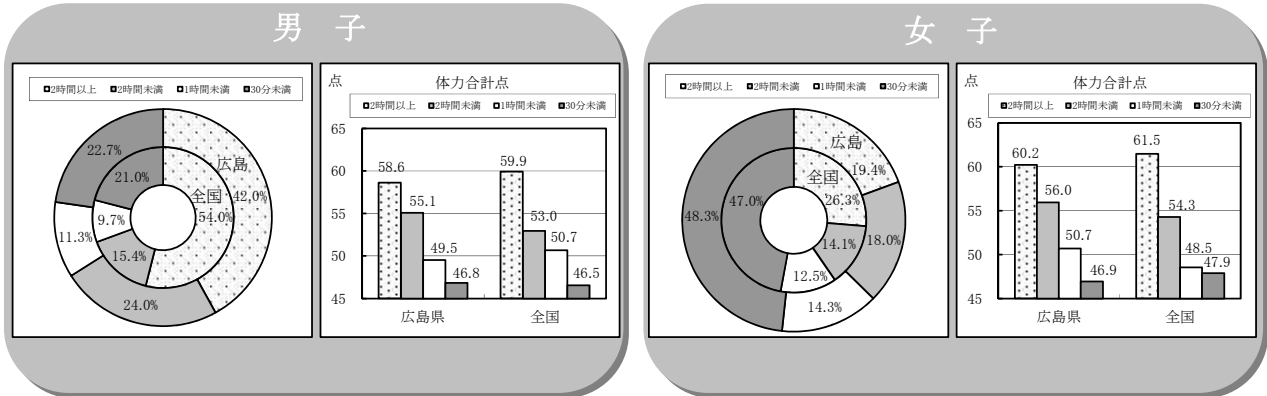 男 子
□2時間以上 □2時間未満 □1時間未満 ■30分未満
広島
22.7%
21.0%
全国
42.0%
54.0%
9.7%
11.3%
15.4%
24.0%
点
体力合計点
□2時間以上 □2時間未満 □1時間未満 ■30分未満
65
60
55
50
45
58.6
55.1
49.5
46.8
59.9
53.0
50.7
46.5
広島県
全国
女 子
□2時間以上 □2時間未満 □1時間未満 ■30分未満
広島
19.4%
全国
26.3%
48.3%
47.0%
14.1%
18.0%
12.5%
14.3%
点
体力合計点
□2時間以上 □2時間未満 □1時間未満 ■30分未満
65
60
55
50
45
60.2
56.0
50.7
46.9
61.5
54.3
48.5
47.9
広島県
全国